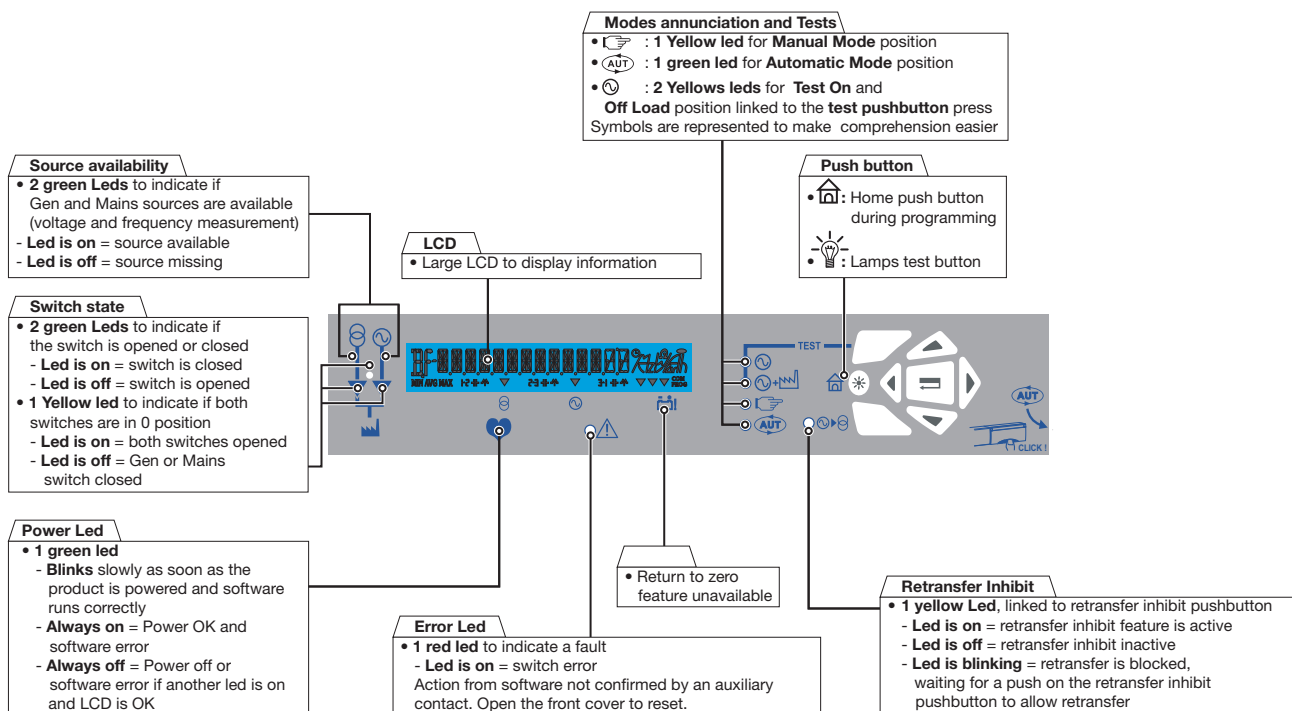 Modes annunciation and Tests
• : 1 Yellow led for Manual Mode position
• AUT : 1 green led for Automatic Mode position
• : 2 Yellows leds for Test On and
Off Load position linked to the test pushbutton press
Symbols are represented to make comprehension easier
Source availability
• 2 green Leds to indicate if
Gen and Mains sources are available
(voltage and frequency measurement)
- Led is on = source available
- Led is off = source missing
Push button
• : Home push button
during programming
• : Lamps test button
LCD
• Large LCD to display information
Switch state
• 2 green Leds to indicate if
the switch is opened or closed
- Led is on = switch is closed
- Led is off = switch is opened
• 1 Yellow led to indicate if both
switches are in 0 position
- Led is on = both switches opened
- Led is off = Gen or Mains
switch closed
TEST
MIN AVG MAX 1-2 2-3 3-1 COM
PROG
AUT
AUT
CLICK !
Power Led
• 1 green led
- Blinks slowly as soon as the
product is powered and software
runs correctly
- Always on = Power OK and
software error
- Always off = Power off or
software error if another led is on
and LCD is OK
Error Led
• 1 red led to indicate a fault
- Led is on = switch error
Action from software not confirmed by an auxiliary
contact. Open the front cover to reset.
• Return to zero
feature unavailable
Retransfer Inhibit
• 1 yellow Led, linked to retransfer inhibit pushbutton
- Led is on = retransfer inhibit feature is active
- Led is off = retransfer inhibit inactive
- Led is blinking = retransfer is blocked,
waiting for a push on the retransfer inhibit
pushbutton to allow retransfer